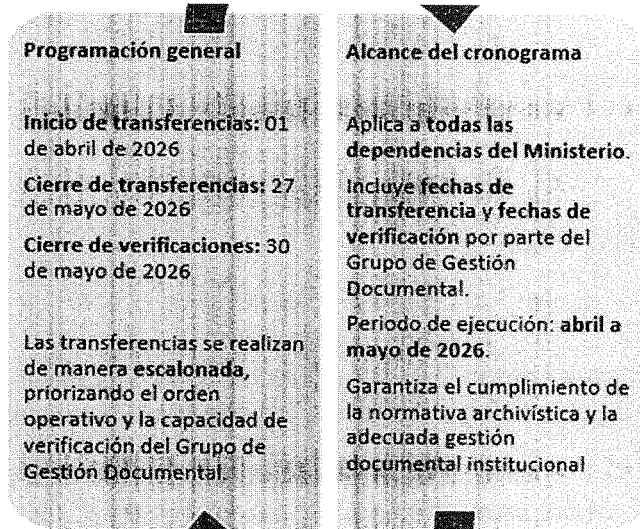 Programación general
Inicio de transferencias: 01
de abril de 2026
Cierre de transferencias: 27
de mayo de 2026
Cierre de verificaciones: 30
de mayo de 2026
Las transferencias se realizan
de manera escalonada,
priorizando el orden
operativo y la capacidad de
verificación del Grupo de
Gestión Documental.
Alcance del cronograma
Aplica a todas las
dependencias del Ministerio.
Incluye fechas de
transferencia y fechas de
verificación por parte del
Grupo de Gestión
Documental.
Periodo de ejecución: abril a
mayo de 2026.
Garantiza el cumplimiento de
la normativa archivística y la
adecuada gestión
documental institucional